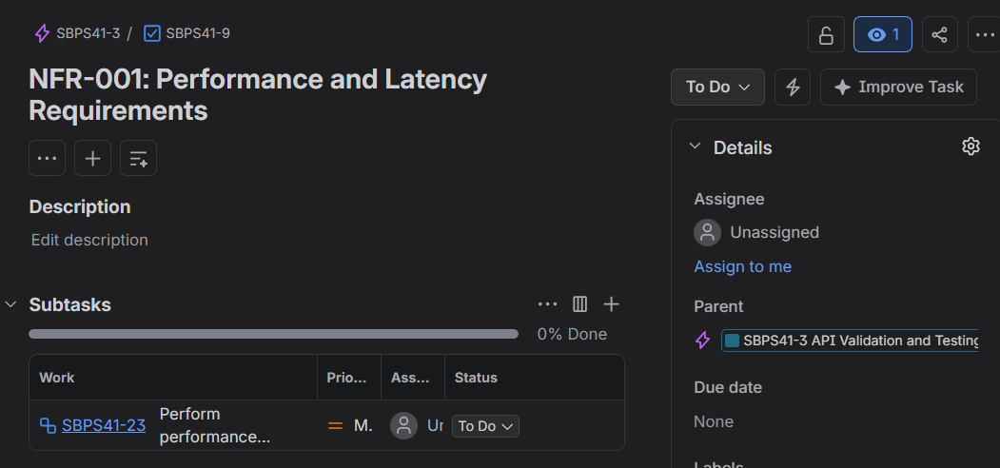 SBPS41-3 / SBPS41-9
1
NFR-001: Performance and Latency
Requirements
To Do
Improve Task
Details
Description
Edit description
Assignee
Unassigned
Assign to me
Subtasks
0% Done
Parent
SBPS41-3 API Validation and Testing
Work Prio... Ass... Status
SBPS41-23 Perform
performance...
M. Ur To Do
Due date
None
Labels